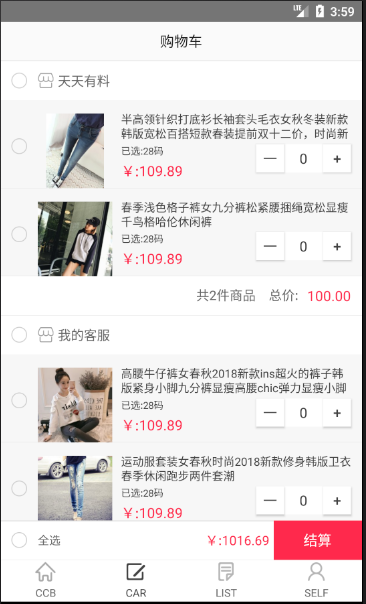 LTE 3:59
购物车
天天有料
半高领针织打底衫长袖套头毛衣女秋冬装新款
韩版宽松百搭短款春装提前双十二价，时尚新
已选:28码
¥:109.89
— 0 +
春季浅色格子裤女九分裤松紧腰捆绳宽松显瘦
千鸟格哈伦休闲裤
已选:28码
¥:109.89
— 0 +
共2件商品 总价: 100.00
我的客服
高腰牛仔裤女春秋2018新款ins超火的裤子韩
版紧身小脚九分裤显瘦高腰chic弹力显瘦小脚
已选:28码
¥:109.89
— 0 +
运动服套装女春秋时尚2018新款修身韩版卫衣
春季休闲跑步两件套潮
已选:28码
¥:109.89
— 0 +
全选 ¥:1016.69 结算
CCB CAR LIST SELF